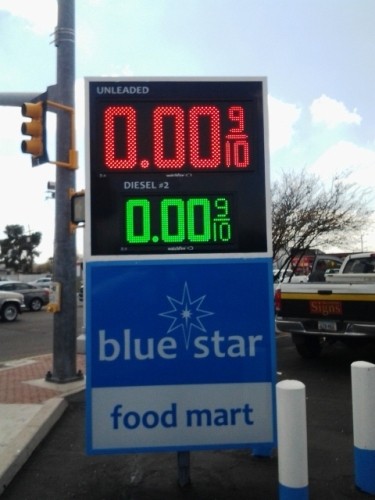 UNLEADED
0.00 9/10
DIESEL #2
0.00 9/10
blue star
food mart
Signs